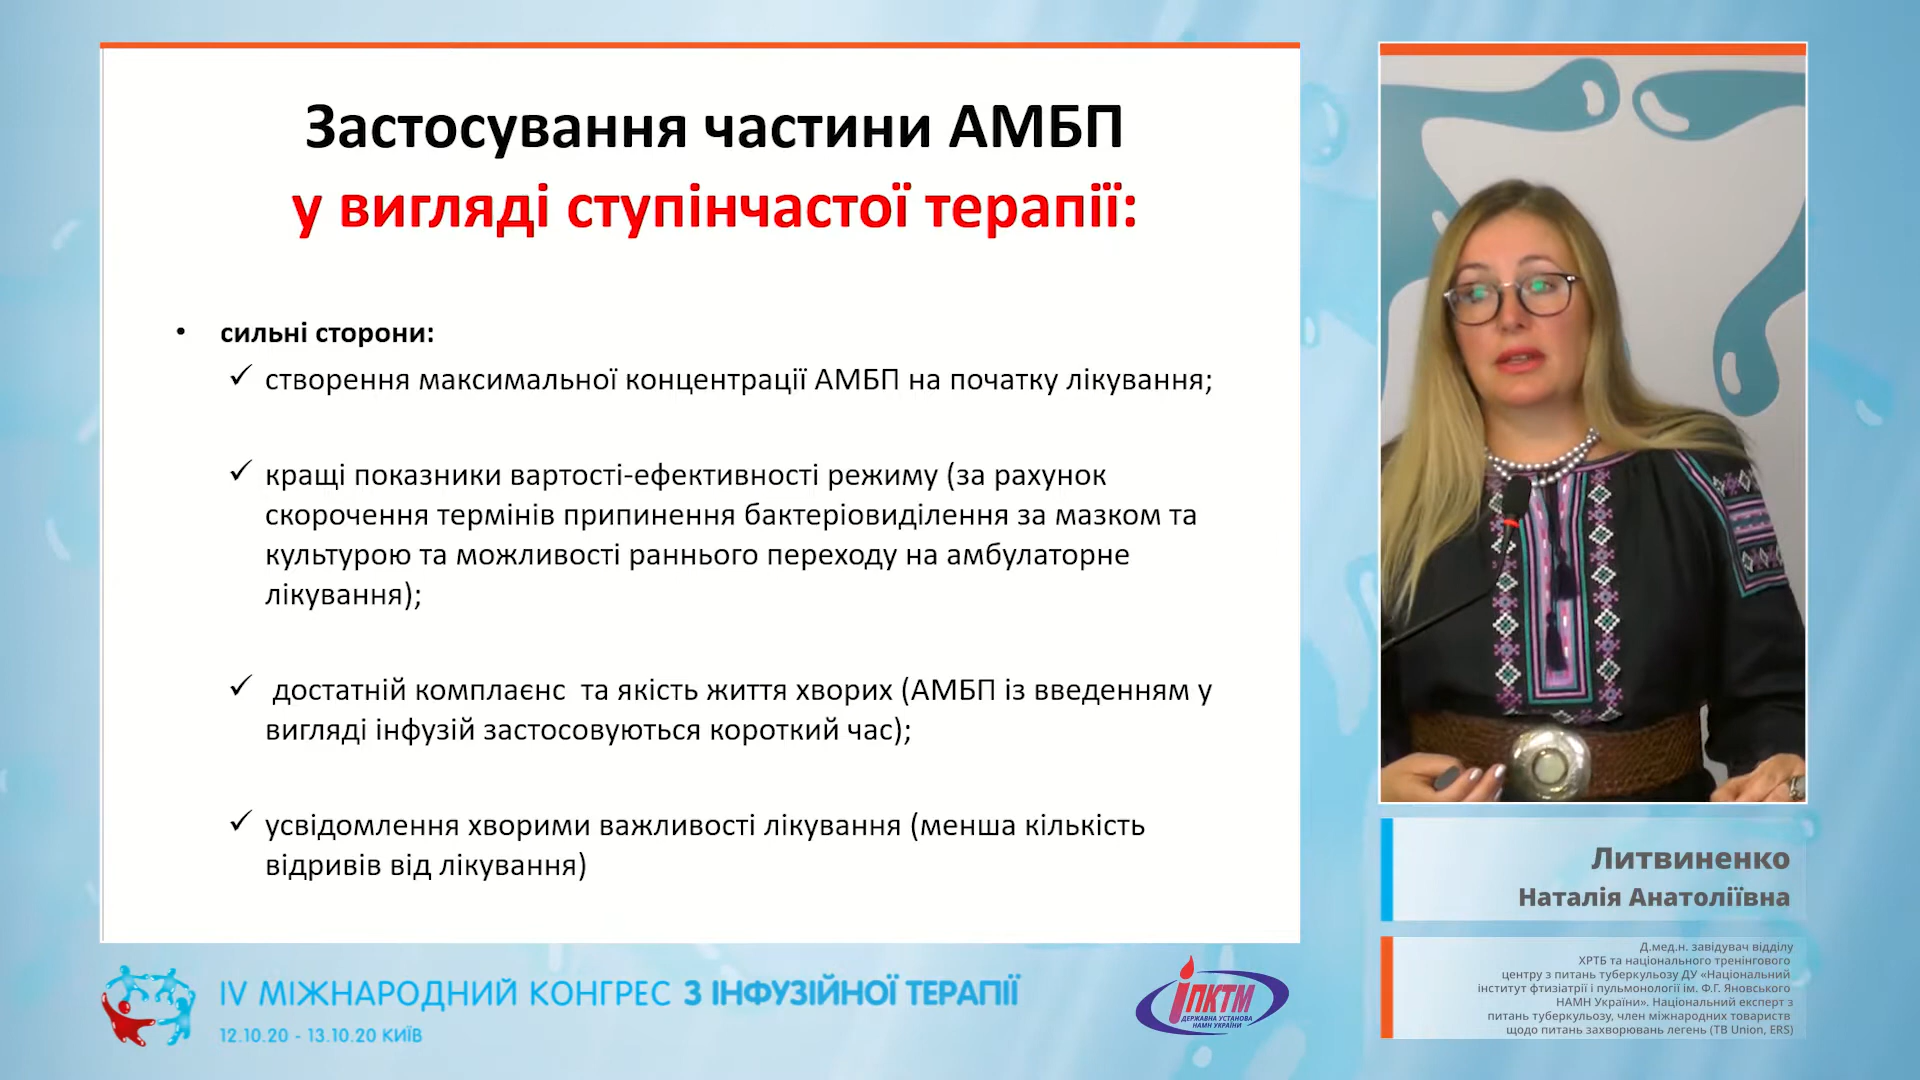 Застосування частини АМБП
у вигляді ступінчастої терапії:
• сильні сторони:
✓ створення максимальної концентрації АМБП на початку лікування;
✓ кращі показники вартості-ефективності режиму (за рахунок
скорочення термінів припинення бактеріовиділення за мазком та
культурою та можливості раннього переходу на амбулаторне
лікування);
✓ достатній комплаєнс та якість життя хворих (АМБП із введенням у
вигляді інфузій застосовуються короткий час);
✓ усвідомлення хворими важливості лікування (менша кількість
відривів від лікування)
Литвиненко
Наталія Анатоліївна
Д.мед.н. завідувач відділу
ХРТБ та національного тренінгового
центру з питань туберкульозу ДУ «Національний
інститут фтизіатрії і пульмонології ім. Ф.Г. Яновського
НАМН України». Національний експерт з
питань туберкульозу, член міжнародних товариств
щодо питань захворювань легень (TB Union, ERS)
IV МІЖНАРОДНИЙ КОНГРЕС З ІНФУЗІЙНОЇ ТЕРАПІЇ
12.10.20 - 13.10.20 КИЇВ
ІПКТМ
ДЕРЖАВНА УСТАНОВА
НАМН УКРАЇНИ